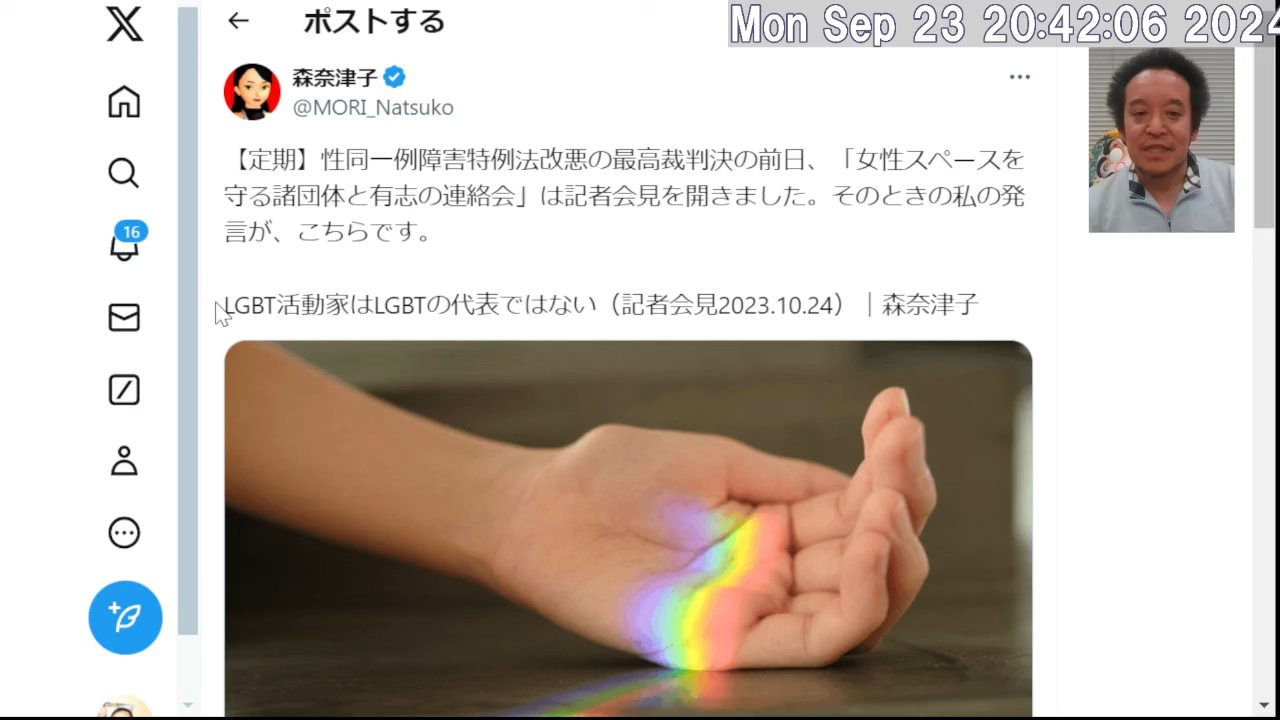 ポストする
Mon Sep 23 20:42:06 2024
森奈津子
@MORI_Natsuko
【定期】性同一例障害特例法改悪の最高裁判決の前日、「女性スペースを
守る諸団体と有志の連絡会」は記者会見を開きました。そのときの私の発
言が、こちらです。
16
LGBT活動家はLGBTの代表ではない（記者会見2023.10.24）｜森奈津子